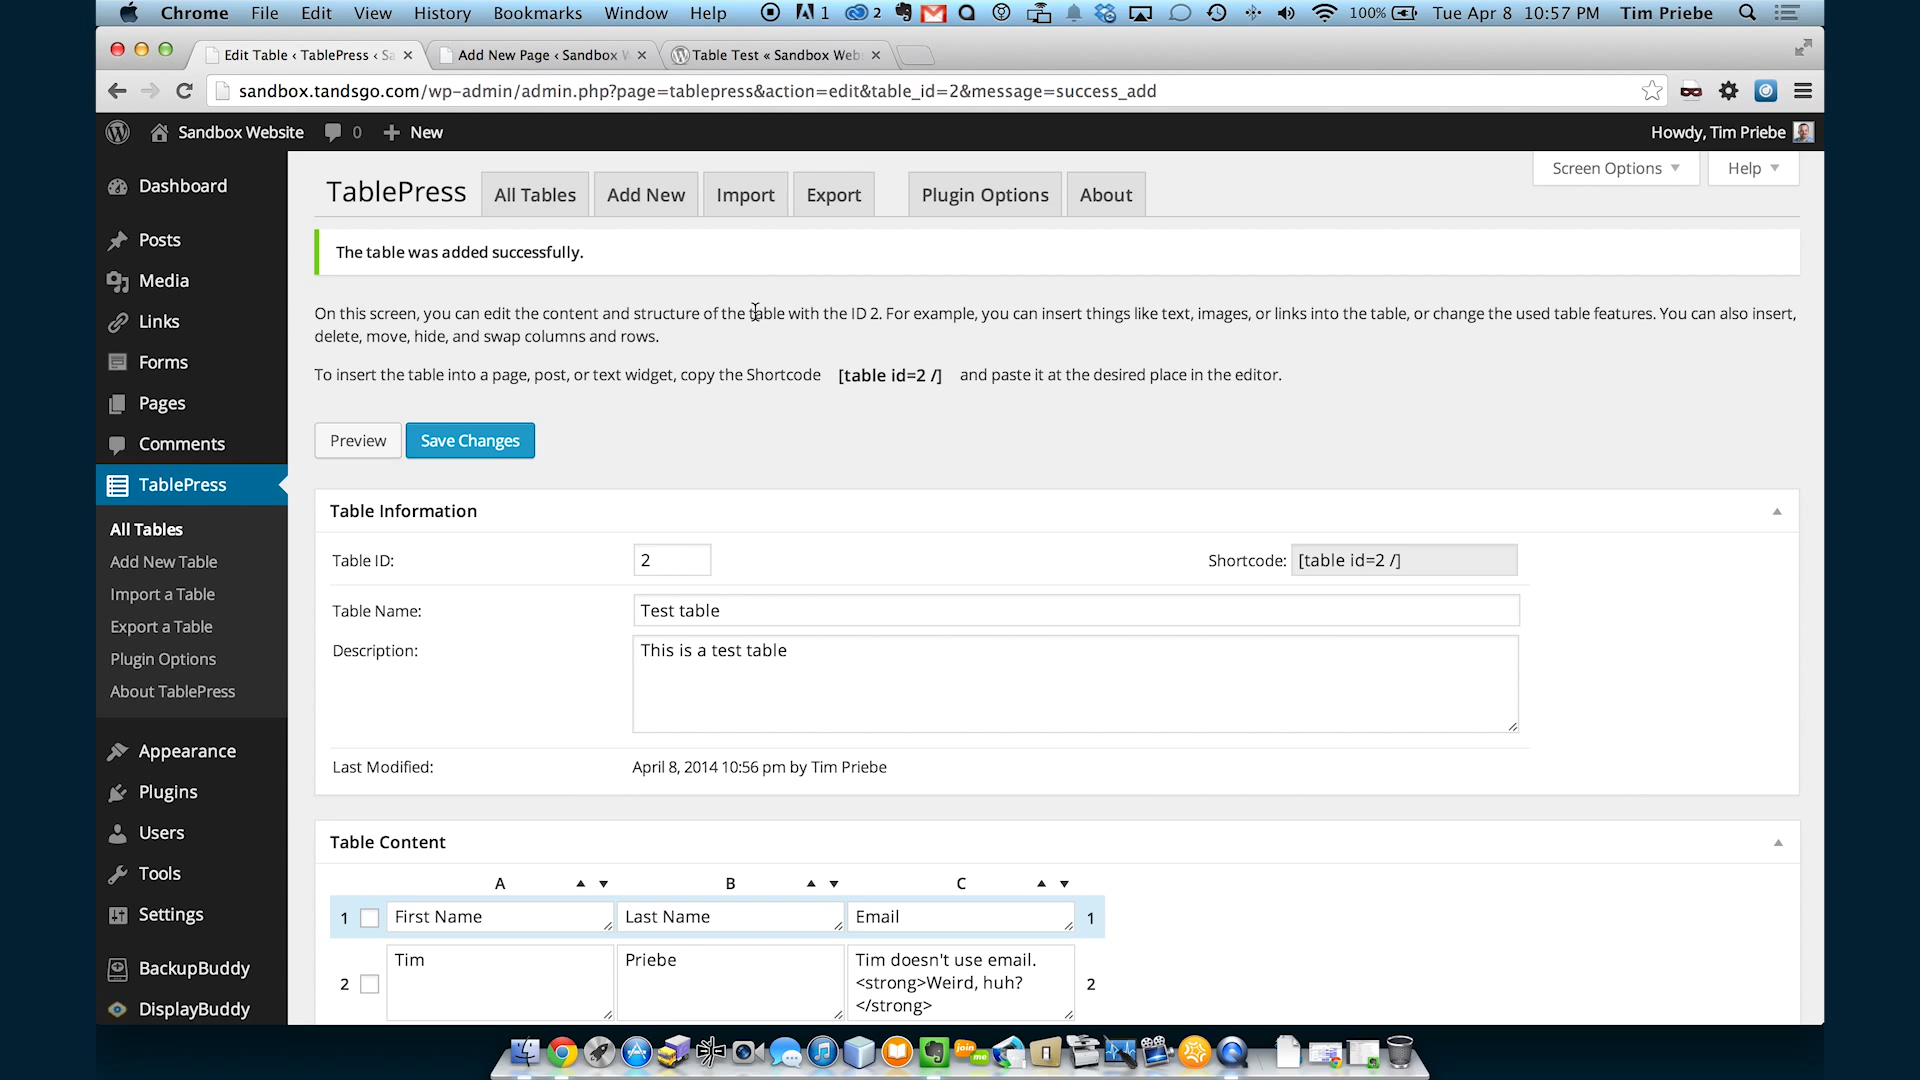 Chrome File Edit View History Bookmarks Window Help 1 2 100% Tue Apr 8 10:57 PM Tim Priebe
Edit Table ‹ TablePress ‹ Sa Add New Page ‹ Sandbox W Table Test « Sandbox Web
sandbox.tandsgo.com/wp-admin/admin.php?page=tablepress&action=edit&table_id=2&message=success_add
Sandbox Website 0 + New Howdy, Tim Priebe
Screen Options Help
Dashboard
Posts
Media
Links
Forms
Pages
Comments
TablePress
All Tables
Add New Table
Import a Table
Export a Table
Plugin Options
About TablePress
Appearance
Plugins
Users
Tools
Settings
BackupBuddy
DisplayBuddy
TablePress All Tables Add New Import Export Plugin Options About
The table was added successfully.
On this screen, you can edit the content and structure of the table with the ID 2. For example, you can insert things like text, images, or links into the table, or change the used table features. You can also insert,
delete, move, hide, and swap columns and rows.
To insert the table into a page, post, or text widget, copy the Shortcode [table id=2 /] and paste it at the desired place in the editor.
Preview Save Changes
Table Information
Table ID: 2 Shortcode: [table id=2 /]
Table Name: Test table
Description: This is a test table
Last Modified: April 8, 2014 10:56 pm by Tim Priebe
Table Content
A B C
1 First Name Last Name Email 1
2 Tim Priebe Tim doesn't use email.
<strong>Weird, huh?
</strong> 2
join
me